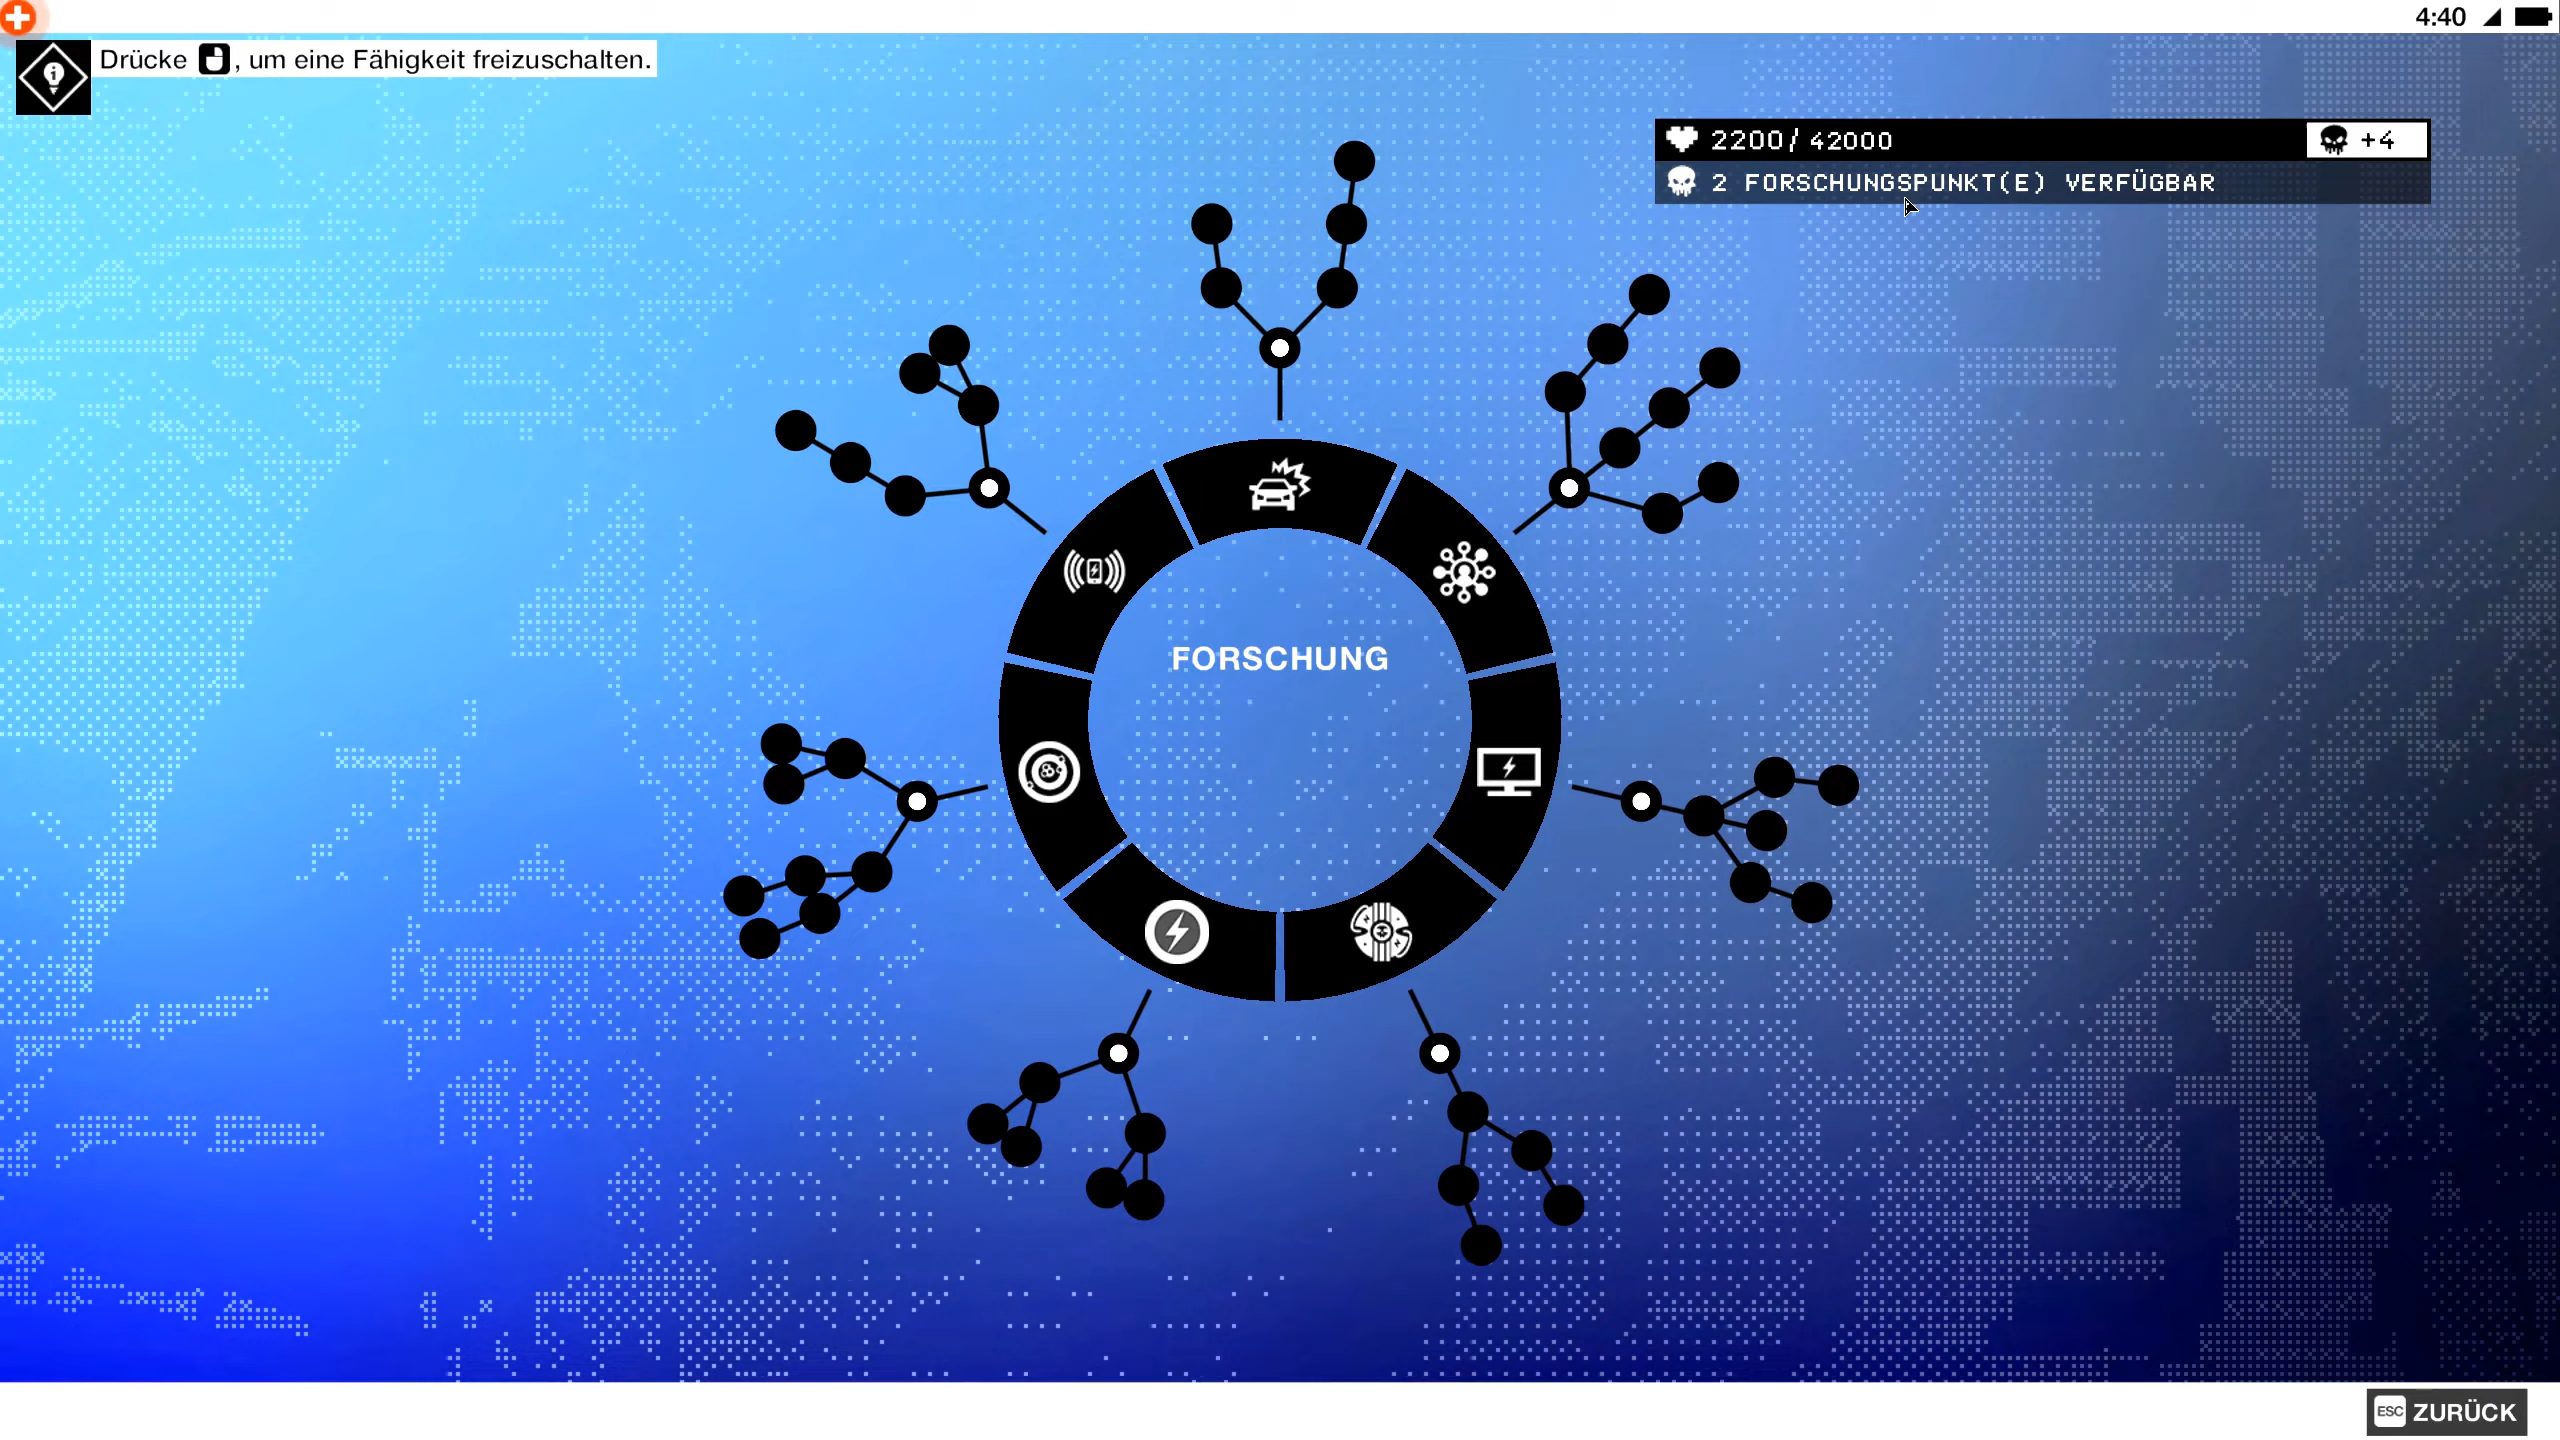 4:40
Drücke , um eine Fähigkeit freizuschalten.
2200/ 42000 +4
2 FORSCHUNGSPUNKT(E) VERFÜGBAR
FORSCHUNG
ESC ZURÜCK